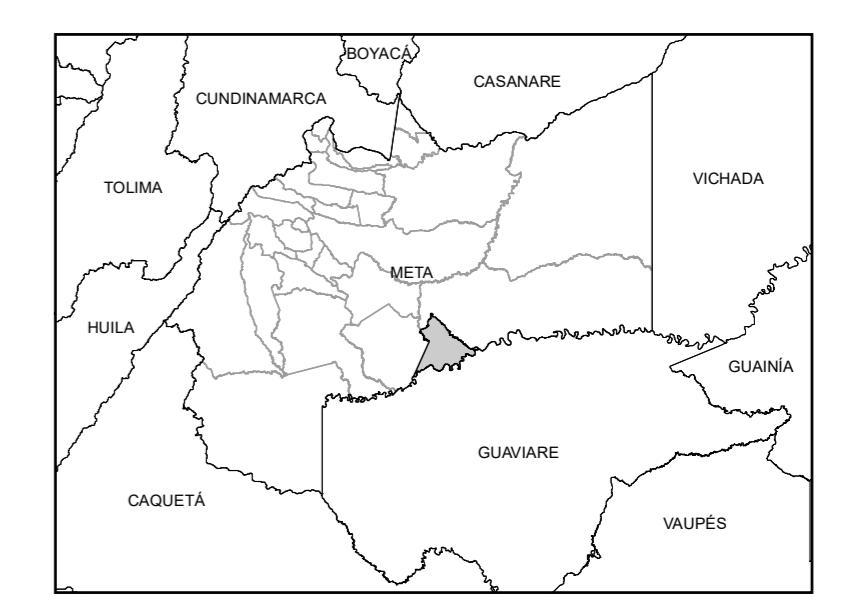 BOYACÁ
CASANARE
CUNDINAMARCA
VICHADA
TOLIMA
META
HUILA
GUAINÍA
GUAVIARE
CAQUETÁ
VAUPÉS